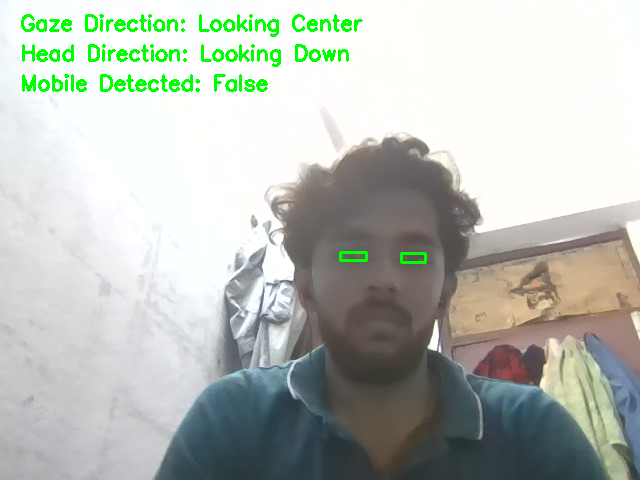 Gaze Direction: Looking Center
Head Direction: Looking Down
Mobile Detected: False